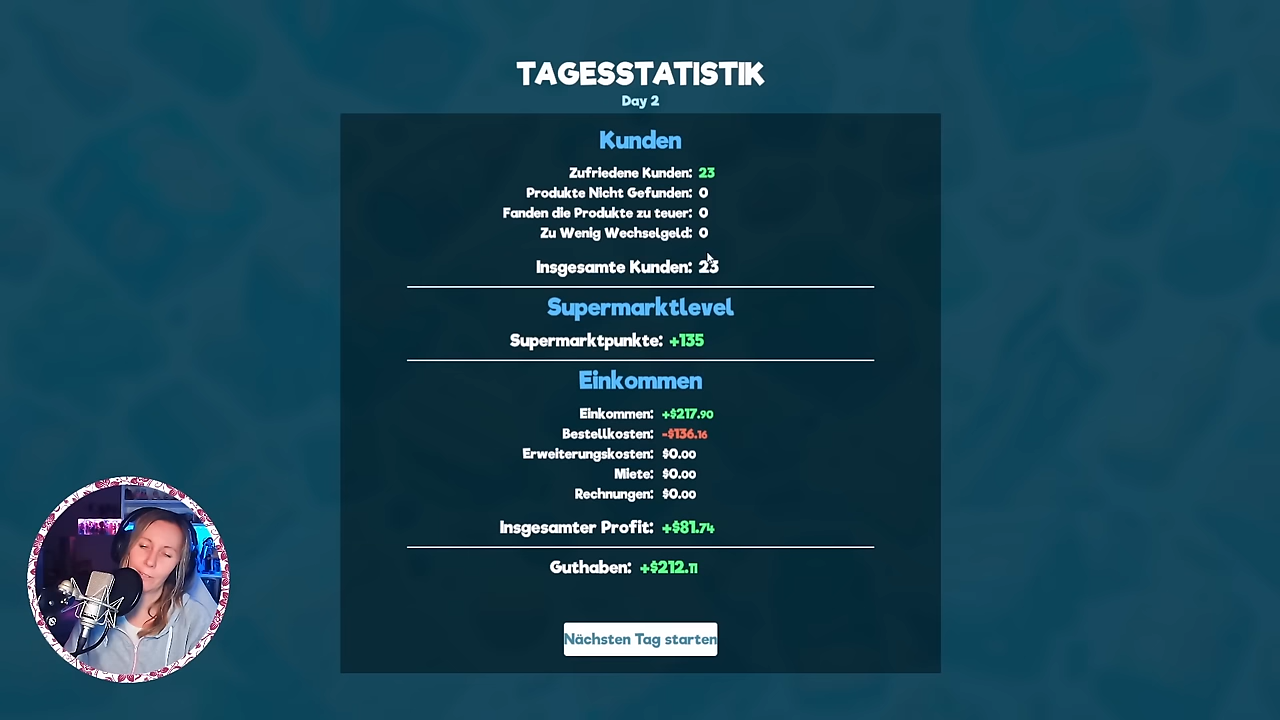 TAGESSTATISTIK
Day 2
Kunden
Zufriedene Kunden: 23
Produkte Nicht Gefunden: 0
Fanden die Produkte zu teuer: 0
Zu Wenig Wechselgeld: 0
Insgesamte Kunden: 23
Supermarktlevel
Supermarktpunkte: +135
Einkommen
Einkommen: +$217.90
Bestellkosten: -$136.16
Erweiterungskosten: $0.00
Miete: $0.00
Rechnungen: $0.00
Insgesamter Profit: +$81.74
Guthaben: +$212.11
Nächsten Tag starten